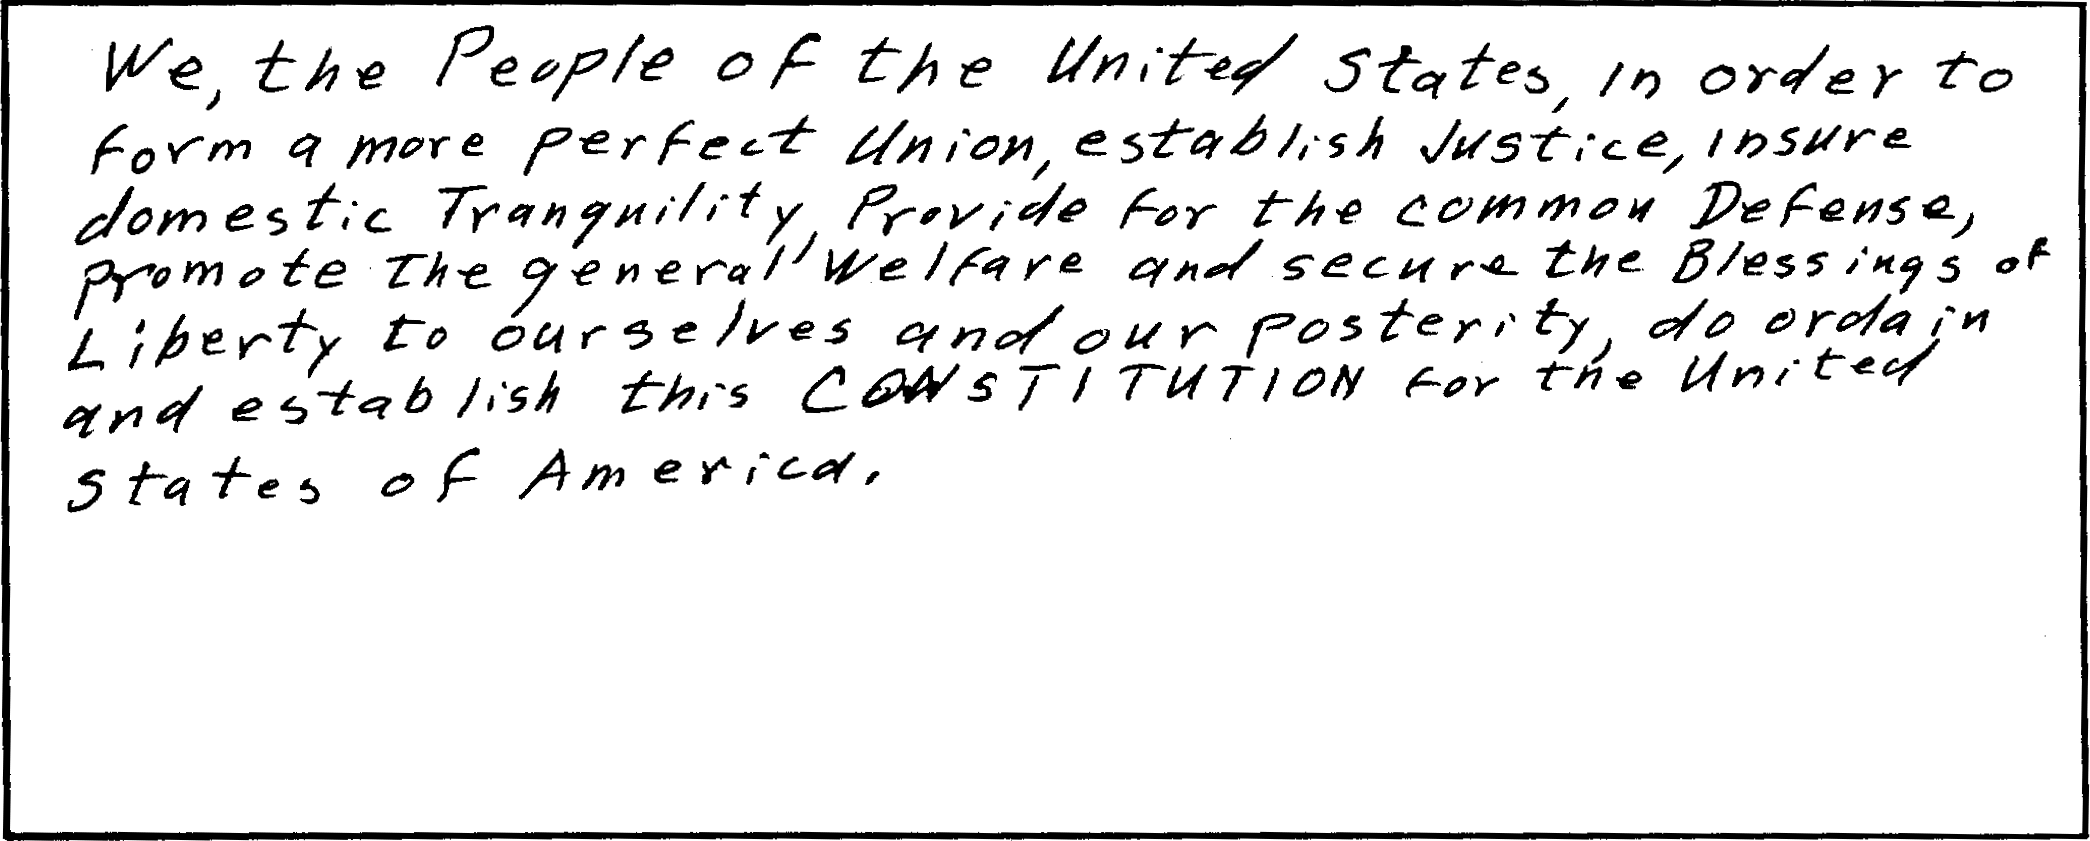 We, the People of the United States, in order to
form a more perfect Union, establish Justice, insure
domestic Tranquility, Provide for the common Defense,
promote the general Welfare and secure the Blessings of
Liberty to ourselves and our posterity, do ordain
and establish this CONSTITUTION for the United
States of America.